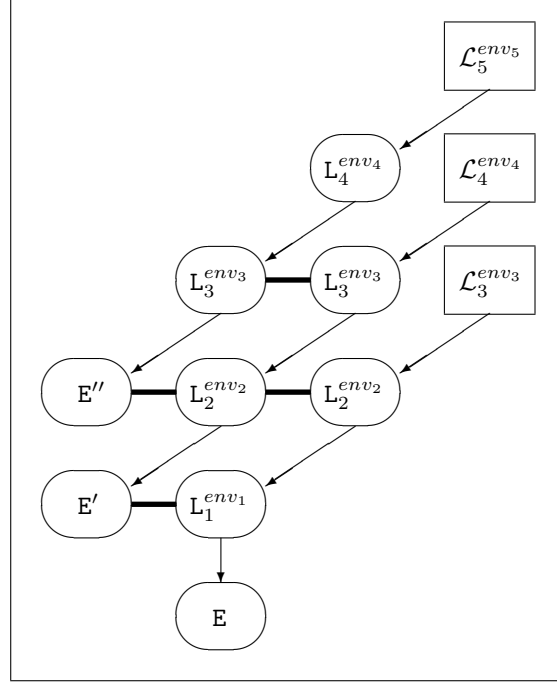 ℒ₅^{env₅}
L₄^{env₄} ℒ₄^{env₄}
L₃^{env₃} L₃^{env₃} ℒ₃^{env₃}
E″ L₂^{env₂} L₂^{env₂}
E′ L₁^{env₁}
E